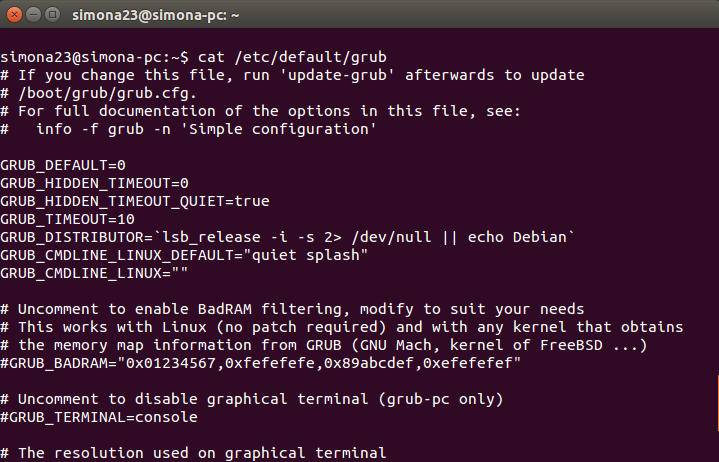 simona23@simona-pc: ~
simona23@simona-pc:~$ cat /etc/default/grub
# If you change this file, run 'update-grub' afterwards to update
# /boot/grub/grub.cfg.
# For full documentation of the options in this file, see:
#   info -f grub -n 'Simple configuration'

GRUB_DEFAULT=0
GRUB_HIDDEN_TIMEOUT=0
GRUB_HIDDEN_TIMEOUT_QUIET=true
GRUB_TIMEOUT=10
GRUB_DISTRIBUTOR=`lsb_release -i -s 2> /dev/null || echo Debian`
GRUB_CMDLINE_LINUX_DEFAULT="quiet splash"
GRUB_CMDLINE_LINUX=""

# Uncomment to enable BadRAM filtering, modify to suit your needs
# This works with Linux (no patch required) and with any kernel that obtains
# the memory map information from GRUB (GNU Mach, kernel of FreeBSD ...)
#GRUB_BADRAM="0x01234567,0xfefefefe,0x89abcdef,0xefefefef"

# Uncomment to disable graphical terminal (grub-pc only)
#GRUB_TERMINAL=console

# The resolution used on graphical terminal